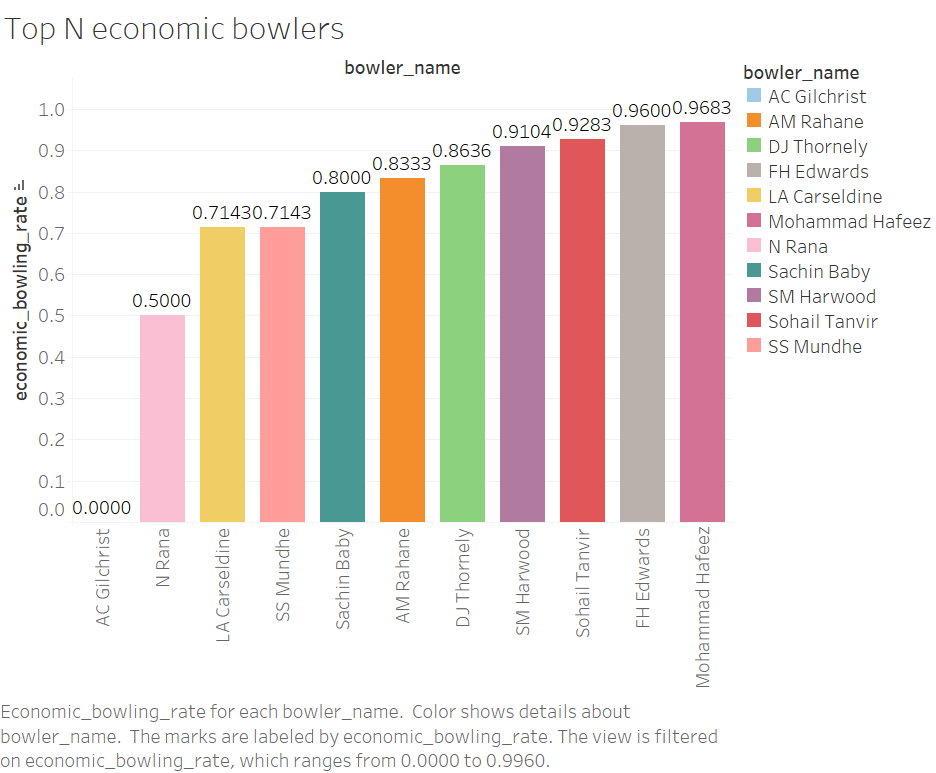 Top N economic bowlers
bowler_name
economic_bowling_rate
1.0
0.9
0.8
0.7
0.6
0.5
0.4
0.3
0.2
0.1
0.0
0.0000
0.5000
0.7143
0.7143
0.8000
0.8333
0.8636
0.9104
0.9283
0.9600
0.9683
AC Gilchrist
N Rana
LA Carseldine
SS Mundhe
Sachin Baby
AM Rahane
DJ Thornely
SM Harwood
Sohail Tanvir
FH Edwards
Mohammad Hafeez
bowler_name
AC Gilchrist
AM Rahane
DJ Thornely
FH Edwards
LA Carseldine
Mohammad Hafeez
N Rana
Sachin Baby
SM Harwood
Sohail Tanvir
SS Mundhe
Economic_bowling_rate for each bowler_name. Color shows details about
bowler_name. The marks are labeled by economic_bowling_rate. The view is filtered
on economic_bowling_rate, which ranges from 0.0000 to 0.9960.